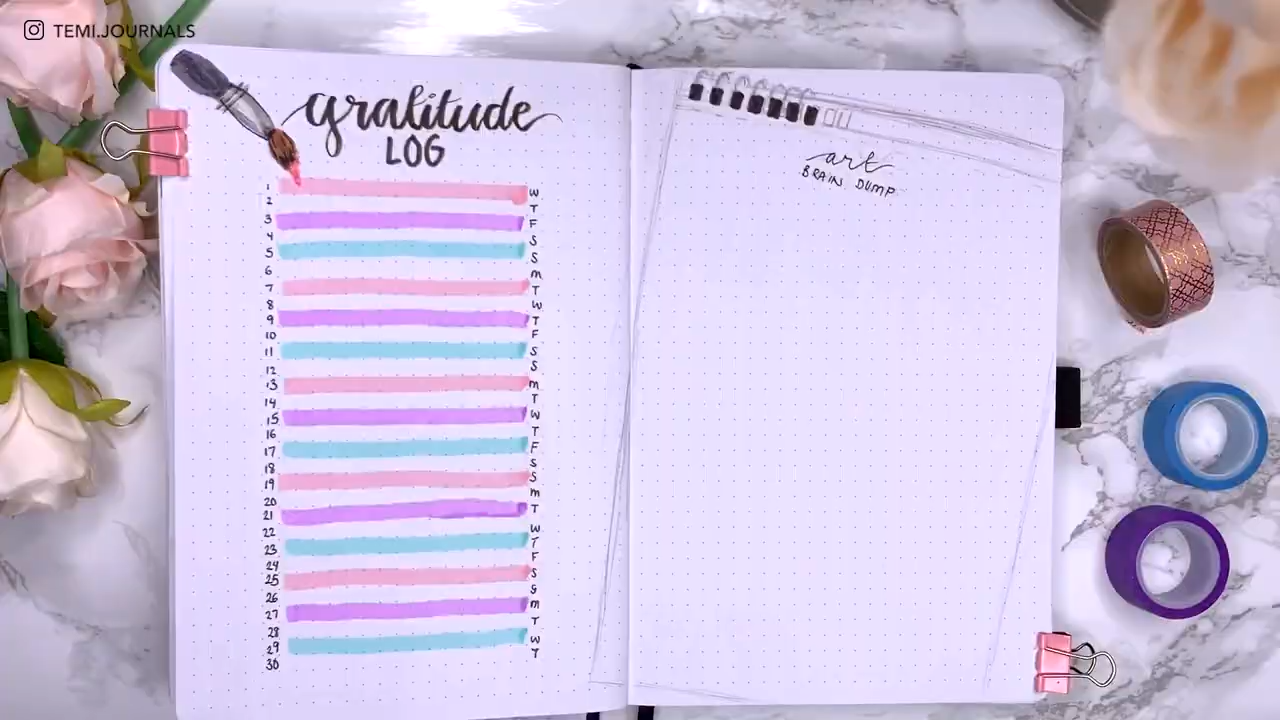 TEMI.JOURNALS
gratitude
LOG
1 W
2 T
3 F
4 S
5 S
6 m
7 T
8 W
9 T
10 F
11 S
12 S
13 m
14 T
15 W
16 T
17 F
18 S
19 S
20 m
21 T
22 W
23 T
24 F
25 S
26 S
27 m
28 T
29 W
30 T
art
BRAIN DUMP